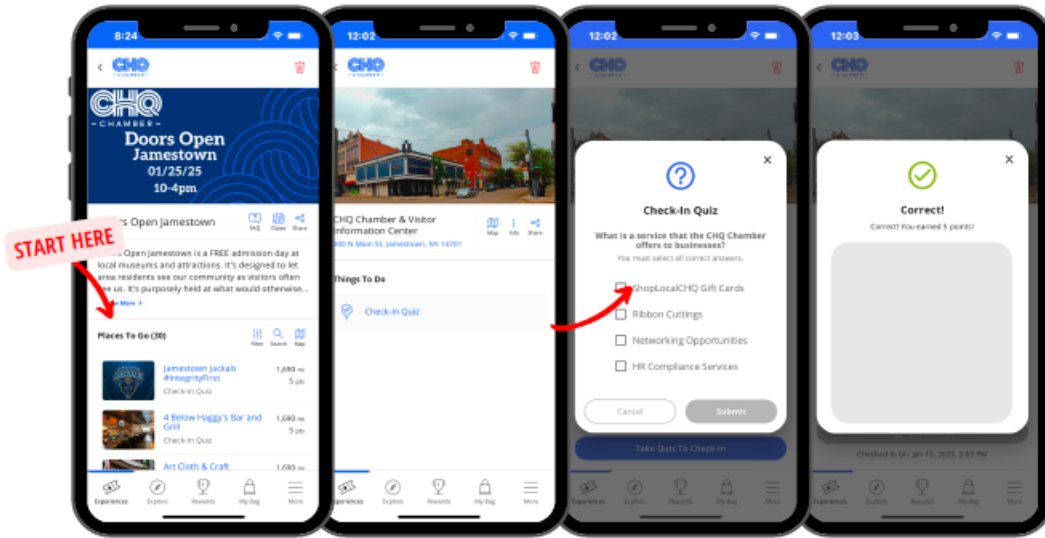 START HERE
8:24
CHQ
CHAMBER
CHQ
- CHAMBER -
Doors Open
Jamestown
01/25/25
10-4pm
Open Jamestown
FAQ
Dates
Share
Open Jamestown is a FREE admission day at
local museums and attractions. It's designed to let
area residents see our community as visitors often
see us. It's purposely held at what would otherwise...
More >
Places To Go (30)
Filter
Search
Map
Jamestown Jackals
#IntegrityFirst
1,690 mi
5 pts
Check-In Quiz
4 Below Haggy's Bar and
Grill
1,690 mi
5 pts
Check-In Quiz
Art Cloth & Craft
1,690 mi
Experiences
Explore
Rewards
My Bag
More
12:02
CHQ
CHAMBER
CHQ Chamber & Visitor
Information Center
300 N Main St, Jamestown, NY 14701
Map
Info
Share
Things To Do
Check-In Quiz
Experiences
Explore
Rewards
My Bag
More
12:02
CHQ
CHAMBER
Check-In Quiz
What is a service that the CHQ Chamber
offers to businesses?
You must select all correct answers.
ShopLocalCHQ Gift Cards
Ribbon Cuttings
Networking Opportunities
HR Compliance Services
Cancel
Submit
Take Quiz To Check-In
Experiences
Explore
Rewards
My Bag
More
12:03
CHQ
CHAMBER
Correct!
Correct! You earned 5 points!
Checked-in on: Jan 15, 2025, 2:03 PM
Experiences
Explore
Rewards
My Bag
More